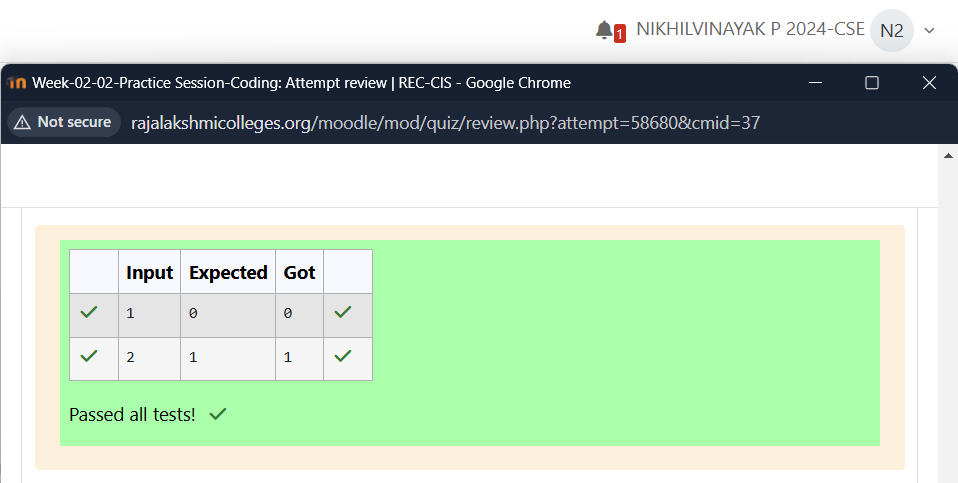 1 NIKHILVINAYAK P 2024-CSE N2
Week-02-02-Practice Session-Coding: Attempt review | REC-CIS - Google Chrome
Not secure rajalakshmicolleges.org/moodle/mod/quiz/review.php?attempt=58680&cmid=37
Input Expected Got
1 0 0
2 1 1
Passed all tests!